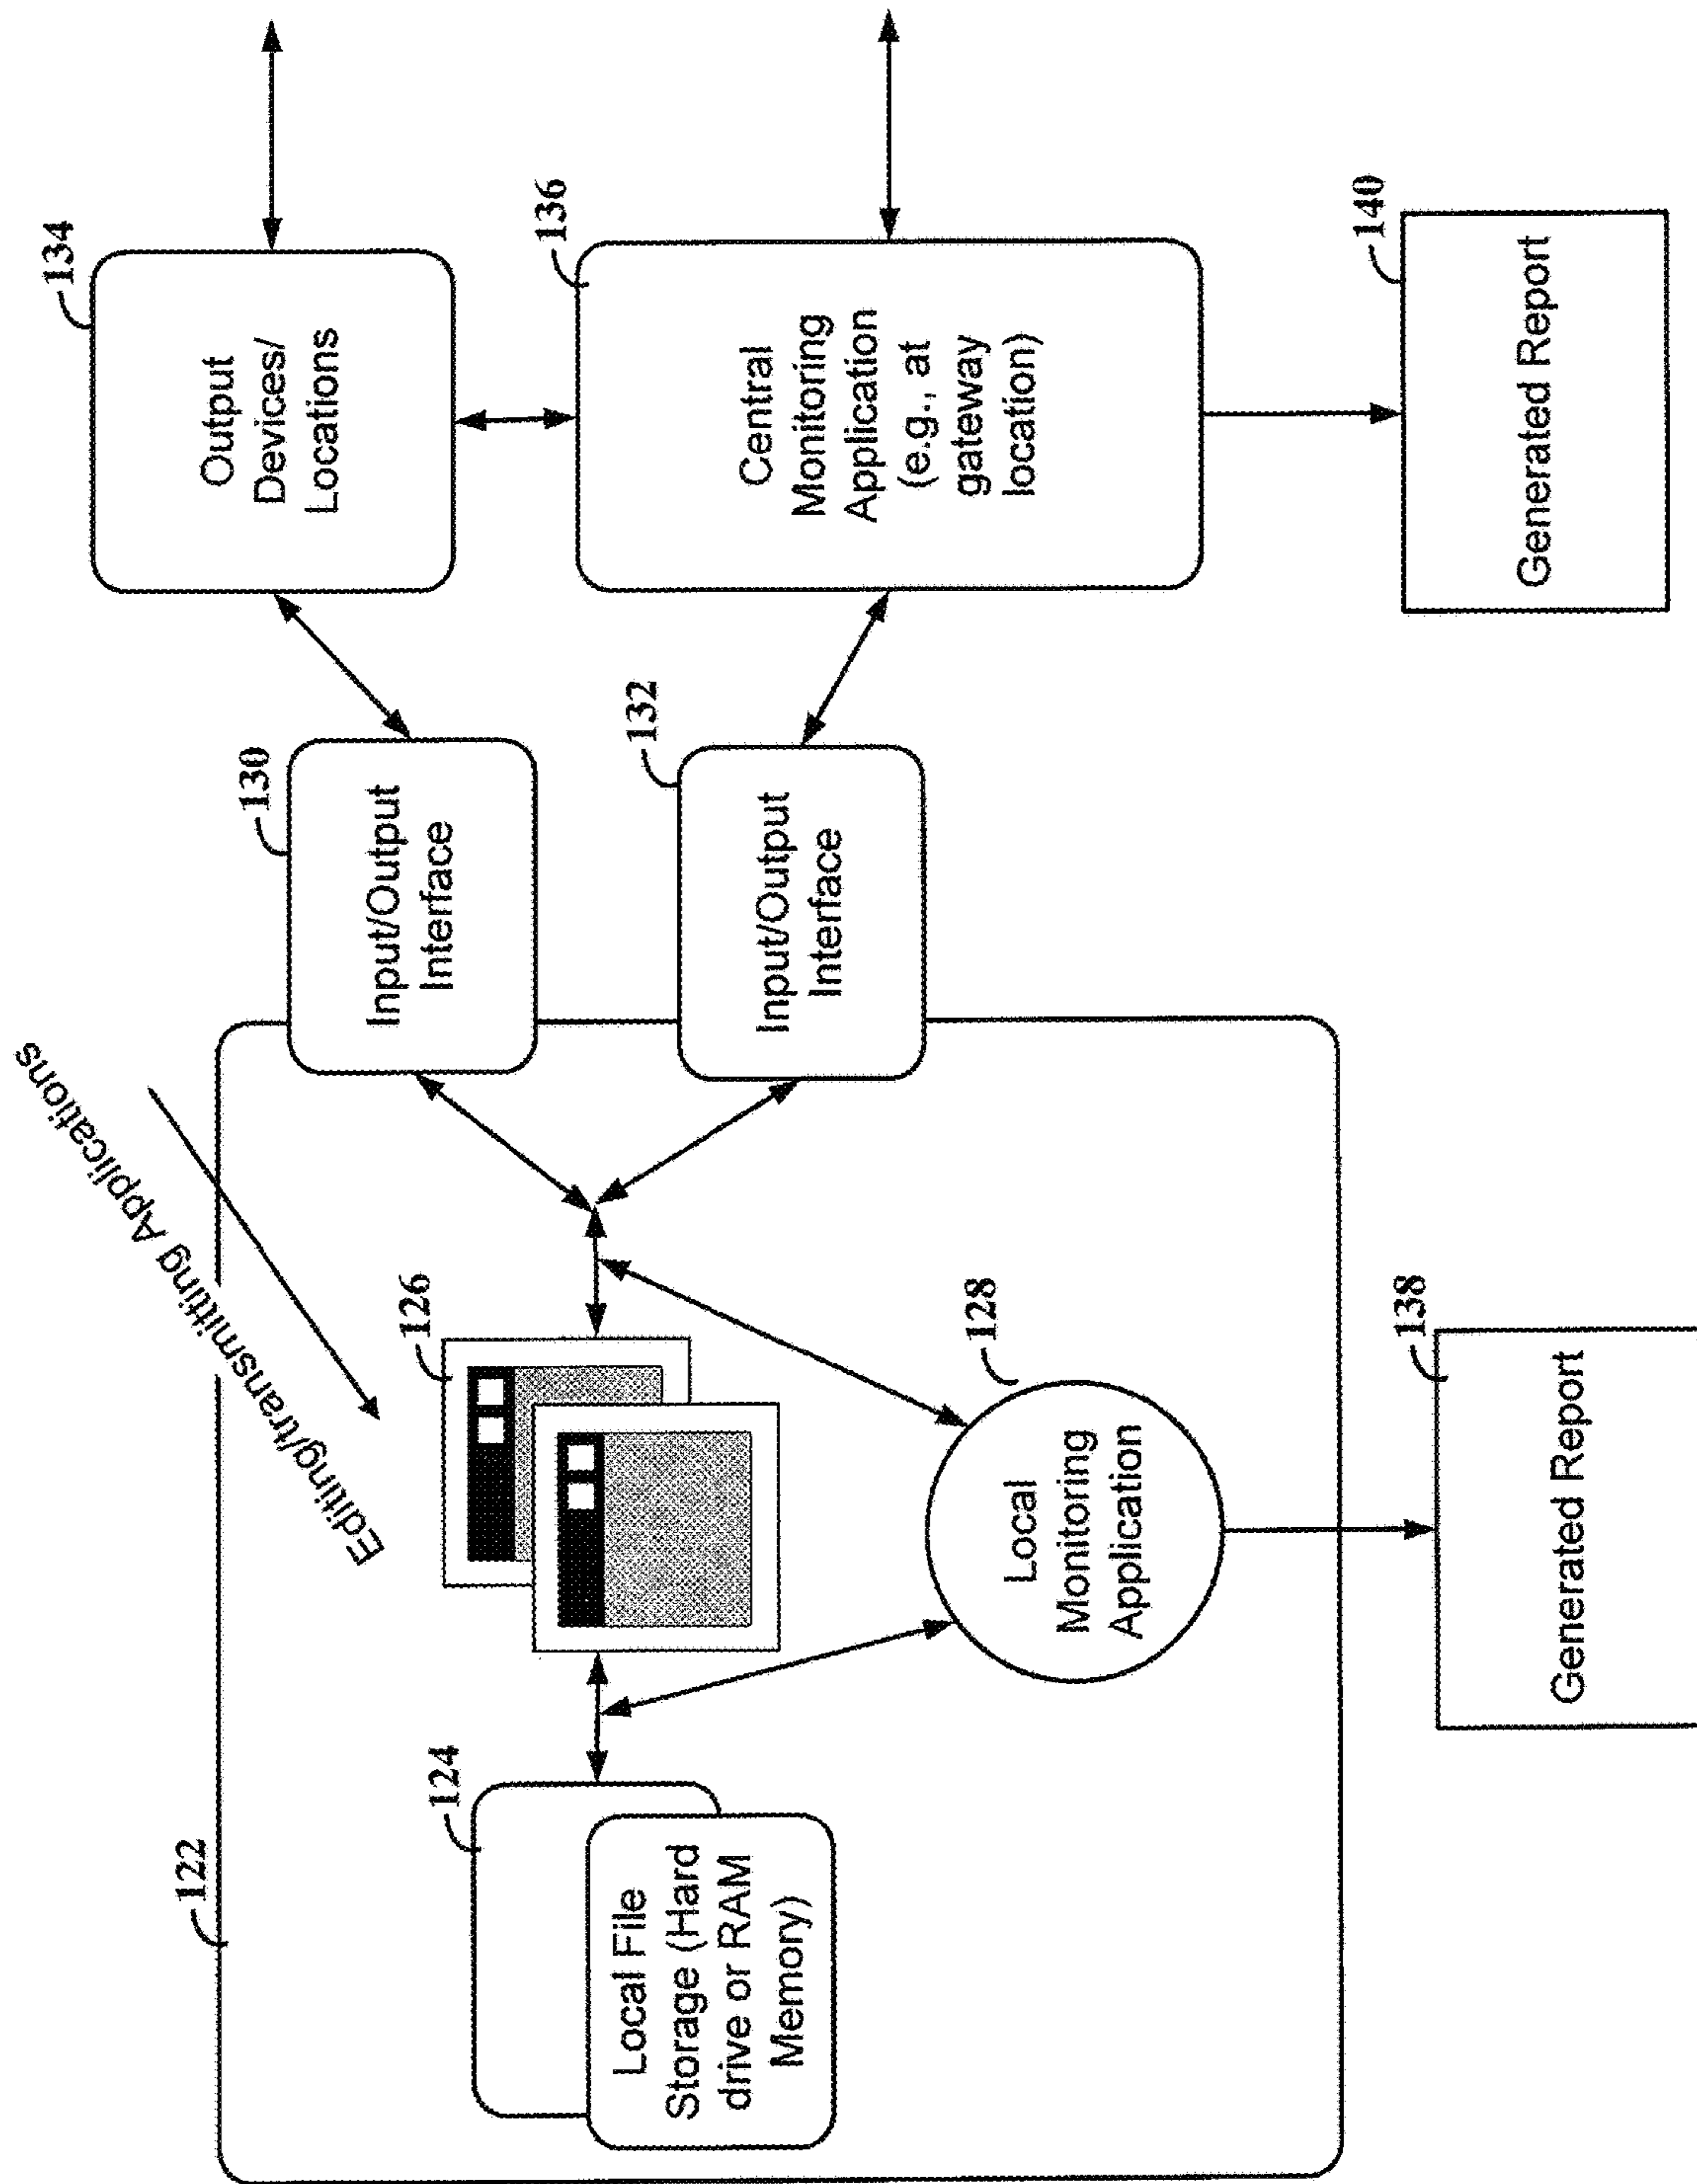 134
Output
Devices/
Locations
136
Central
Monitoring
Application
(e.g., at
gateway
location)
140
Generated Report
130
Input/Output
Interface
132
Input/Output
Interface
Editing/transmitting Applications
126
128
Local
Monitoring
Application
138
Generated Report
122
124
Local File
Storage (Hard
drive or RAM
Memory)